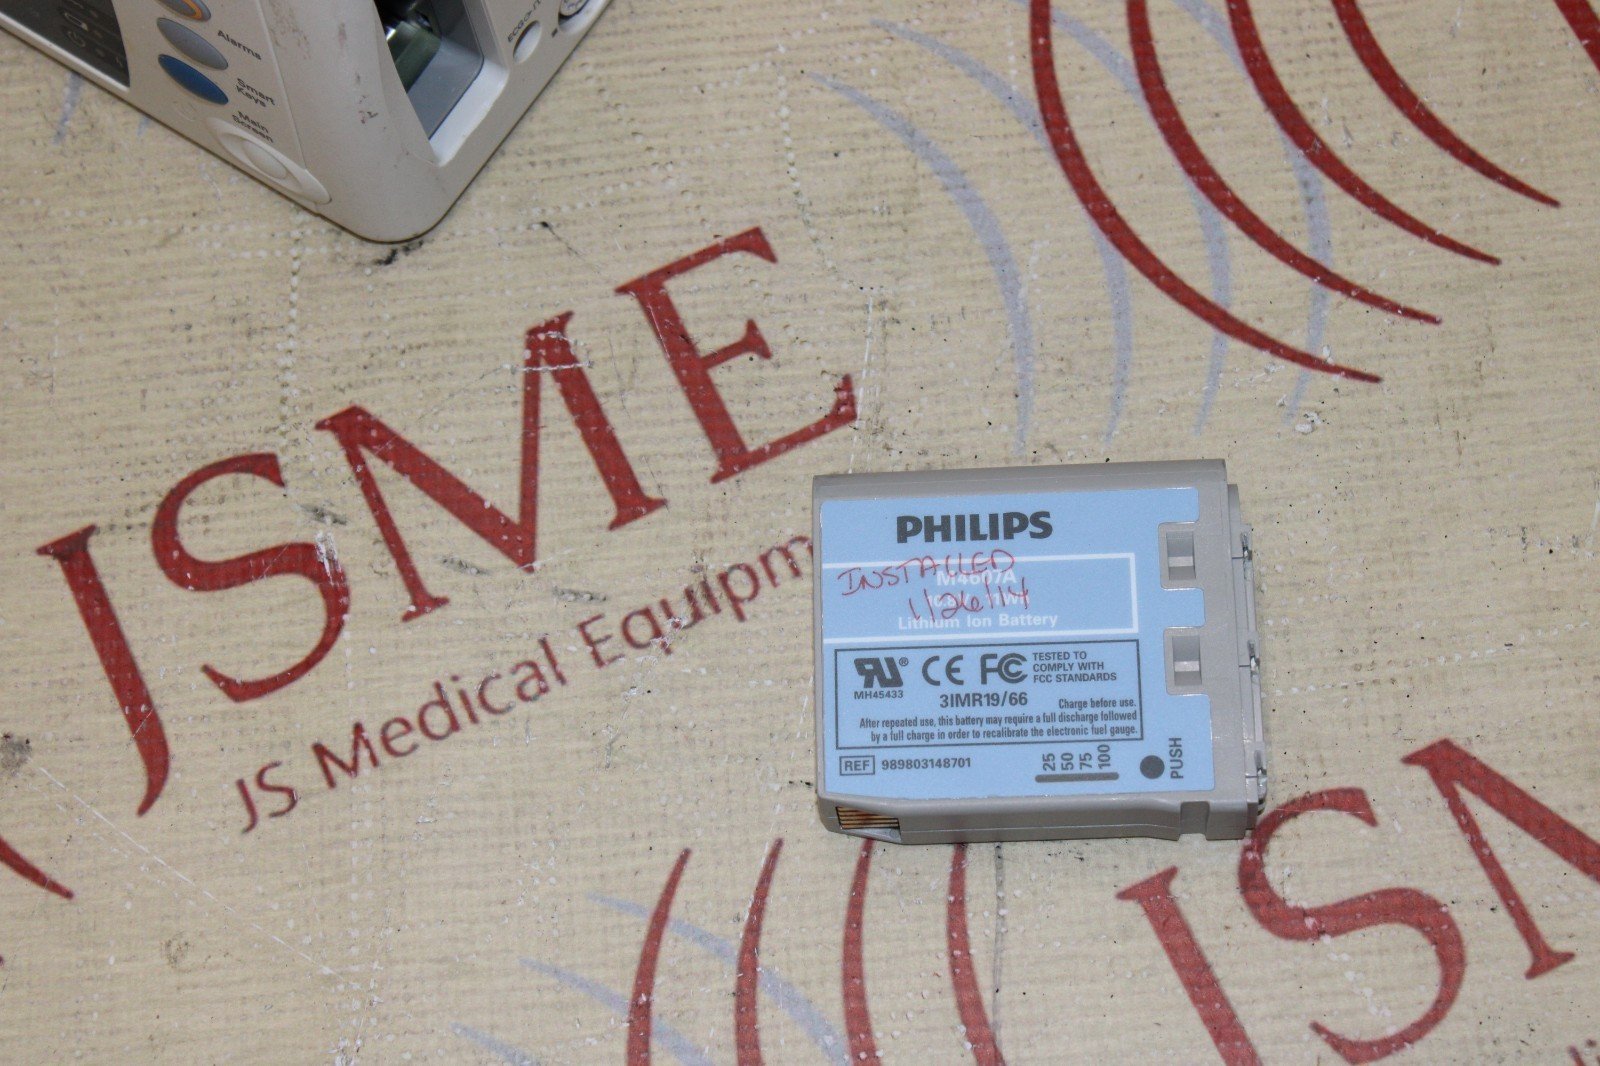 Alarms
Smart
Keys
Main
Screen
JSME
JS Medical Equipm
PHILIPS
INSTALLED
1/26/14
M4607A
Lithium Ion Battery
MH45433
CE FC
TESTED TO
COMPLY WITH
FCC STANDARDS
3IMR19/66
Charge before use.
After repeated use, this battery may require a full discharge followed
by a full charge in order to recalibrate the electronic fuel gauge.
REF 989803148701
25
50
75
100
PUSH
JSM